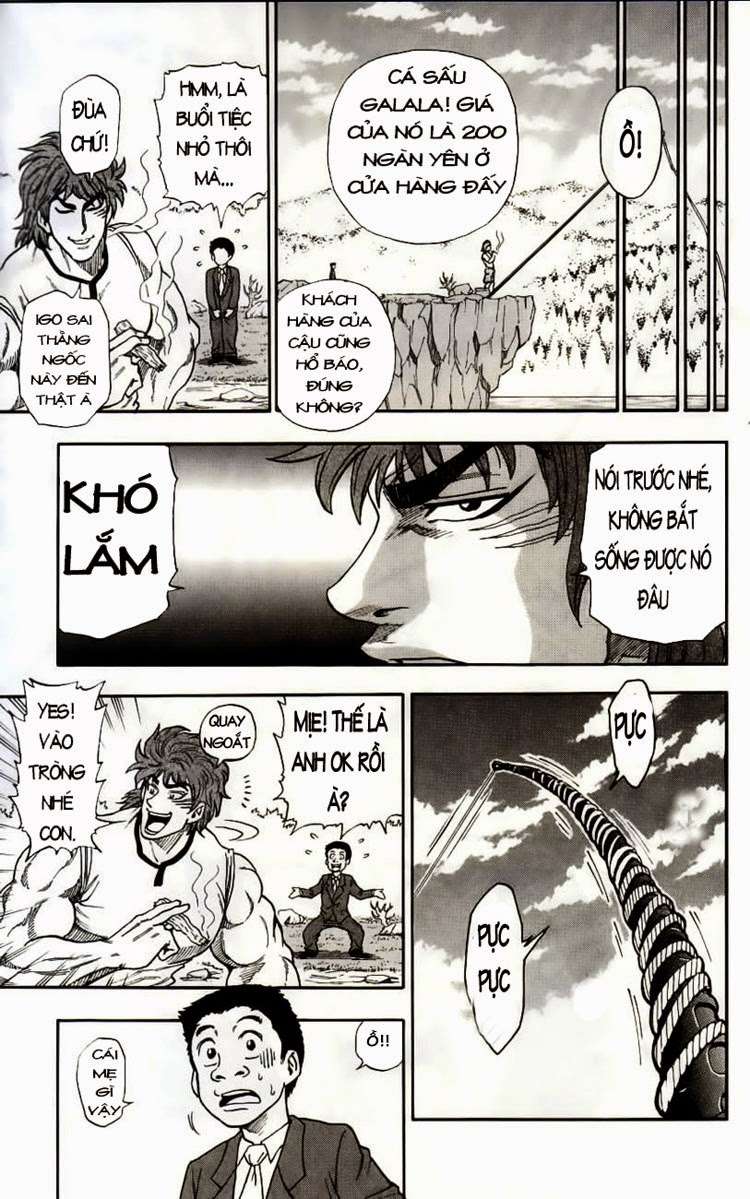 Ồ!
CÁ SẤU
GALALA! GIÁ
CỦA NÓ LÀ 200
NGÀN YÊN Ở
CỬA HÀNG ĐẤY
KHÁCH
HÀNG CỦA
CẬU CŨNG
HỔ BÁO,
ĐÚNG
KHÔNG?
HMM, LÀ
BUỔI TIỆC
NHỎ THÔI
MÀ...
ĐÙA
CHỨ!
IGO SAI
THẰNG
NGỐC
NÀY ĐẾN
THẬT À
NÓI TRƯỚC NHÉ,
KHÔNG BẮT
SỐNG ĐƯỢC NÓ
ĐÂU
KHÓ
LẮM
PỰC
PỰC
PỰC
MỊE! THẾ LÀ
ANH OK RỒI
À?
QUAY
NGOẮT
YES!
VÀO
TRÒNG
NHÉ
CON.
Ồ!!
CÁI
MẸ
GÌ
VẬY